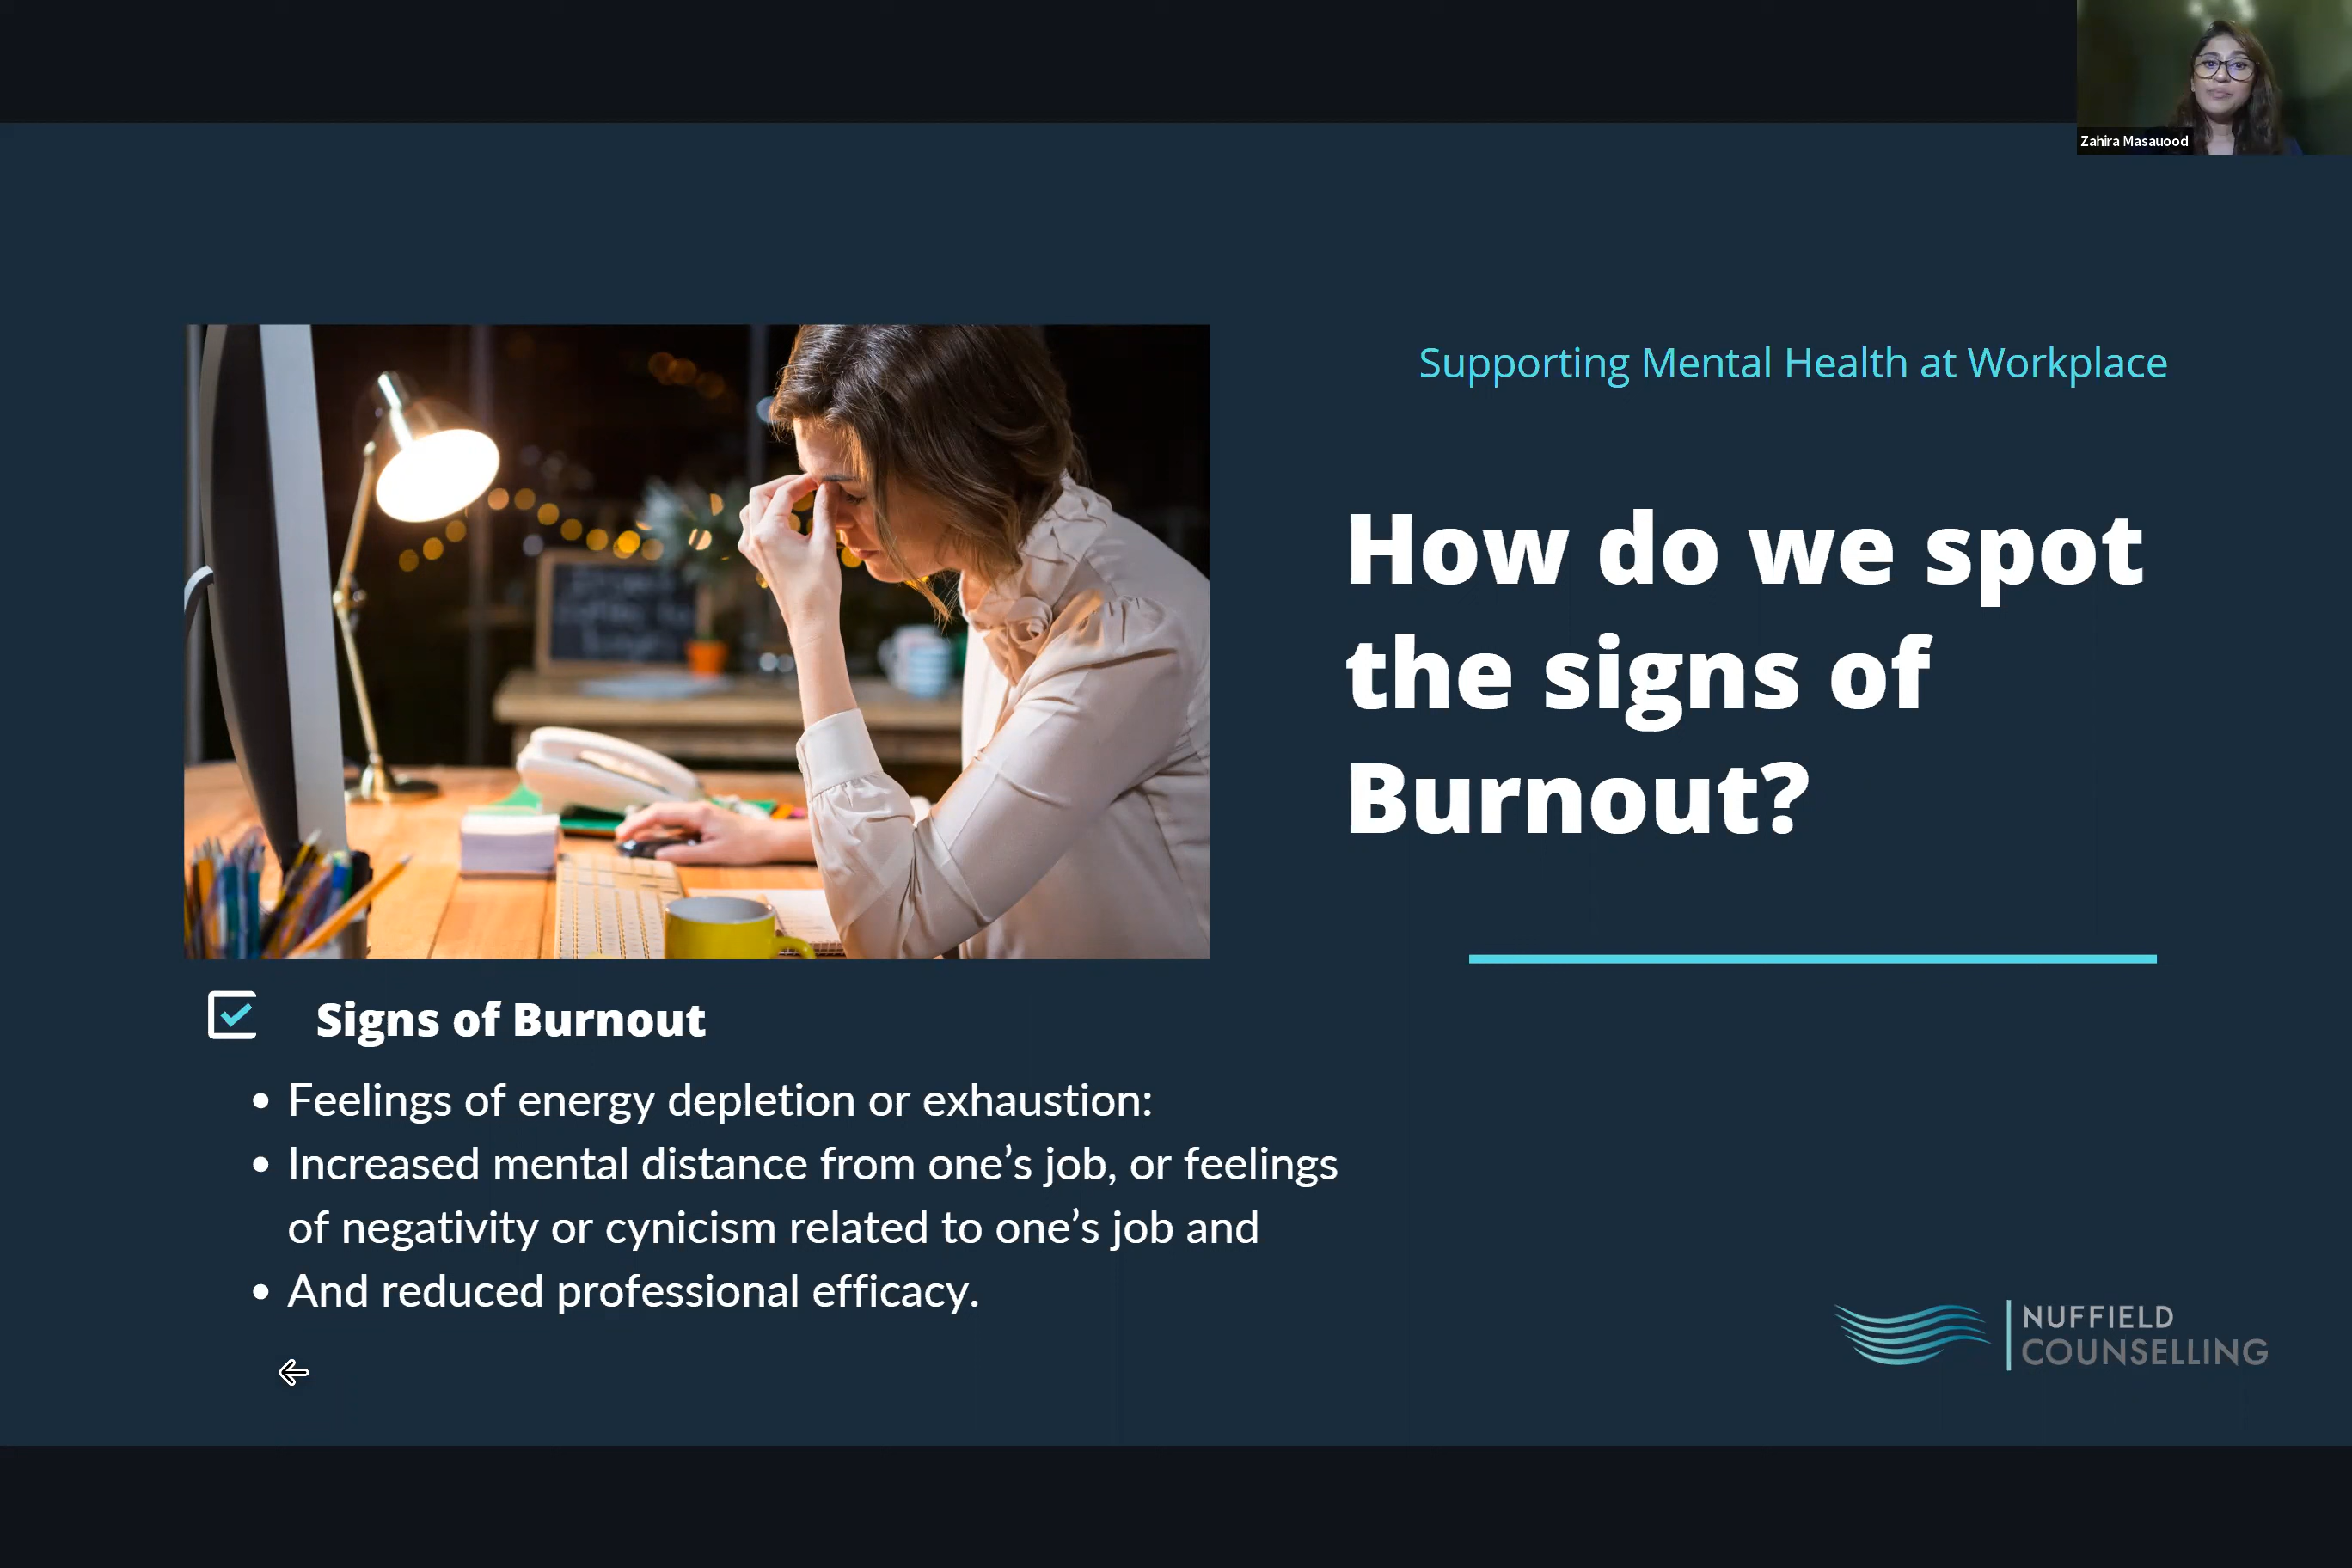 Zahira Masauood
Supporting Mental Health at Workplace
How do we spot
the signs of
Burnout?
Signs of Burnout
• Feelings of energy depletion or exhaustion:
• Increased mental distance from one’s job, or feelings
of negativity or cynicism related to one’s job and
• And reduced professional efficacy.
NUFFIELD
COUNSELLING